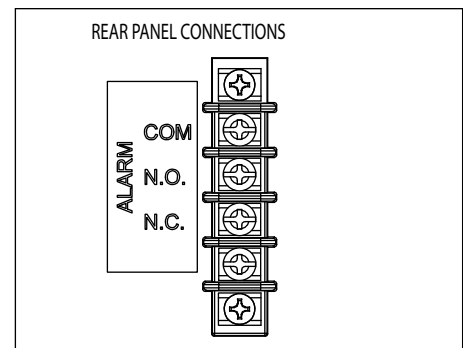 REAR PANEL CONNECTIONS
ALARM
COM
N.O.
N.C.